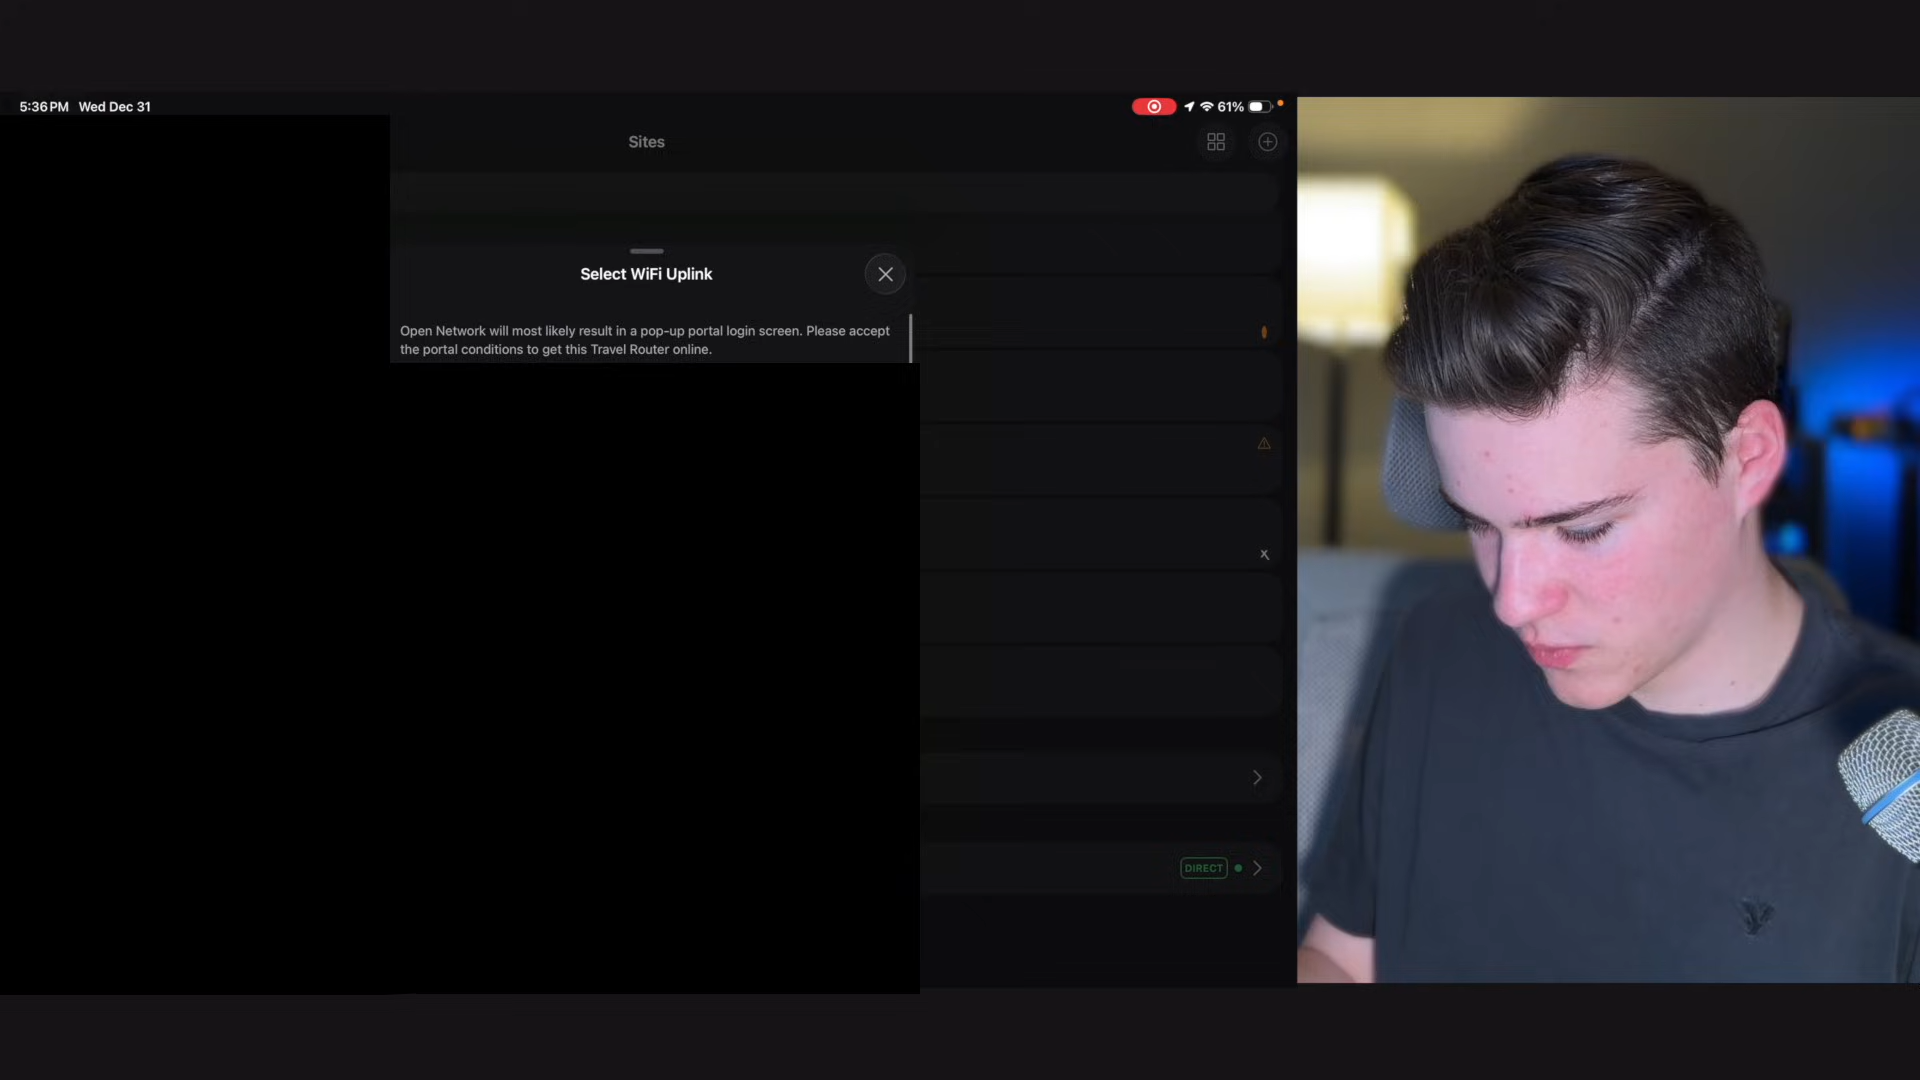 5:36 PM Wed Dec 31
61%
Sites
Select WiFi Uplink
Open Network will most likely result in a pop-up portal login screen. Please accept
the portal conditions to get this Travel Router online.
DIRECT